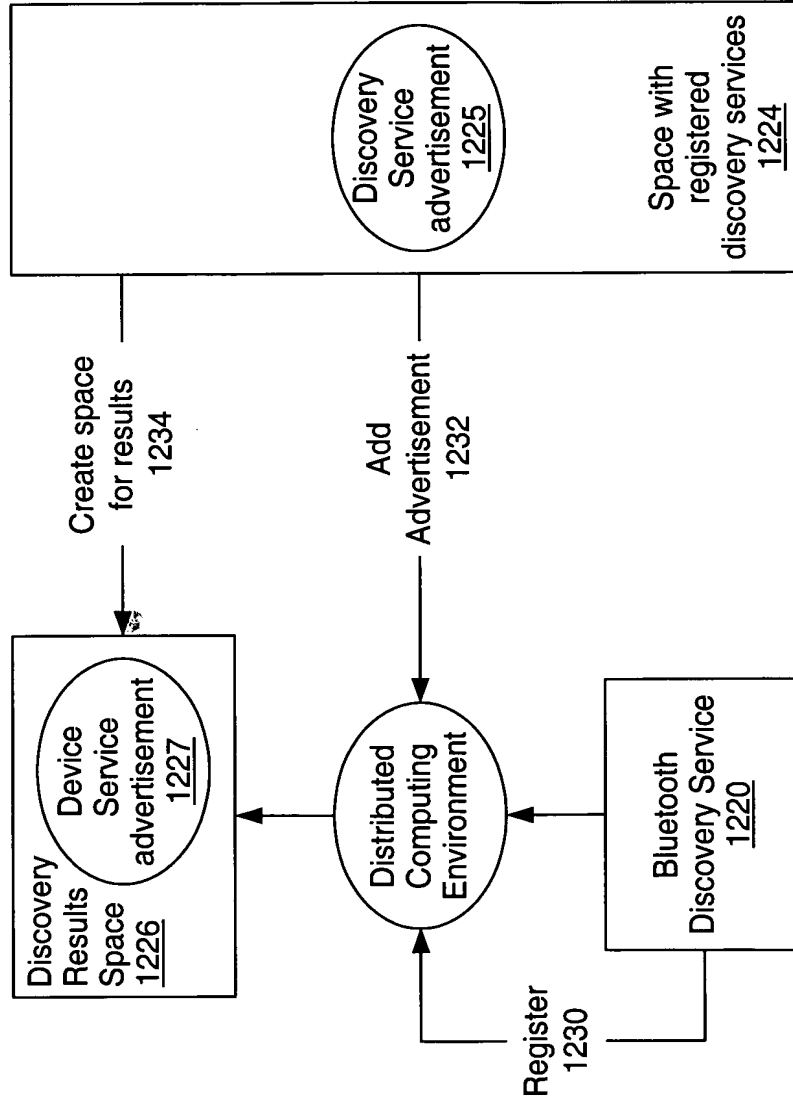 Discovery
Results
Space
1226
Device
Service
advertisement
1227
Create space
for results
1234
Discovery
Service
advertisement
1225
Space with
registered
discovery services
1224
Add
Advertisement
1232
Distributed
Computing
Environment
Register
1230
Bluetooth
Discovery Service
1220